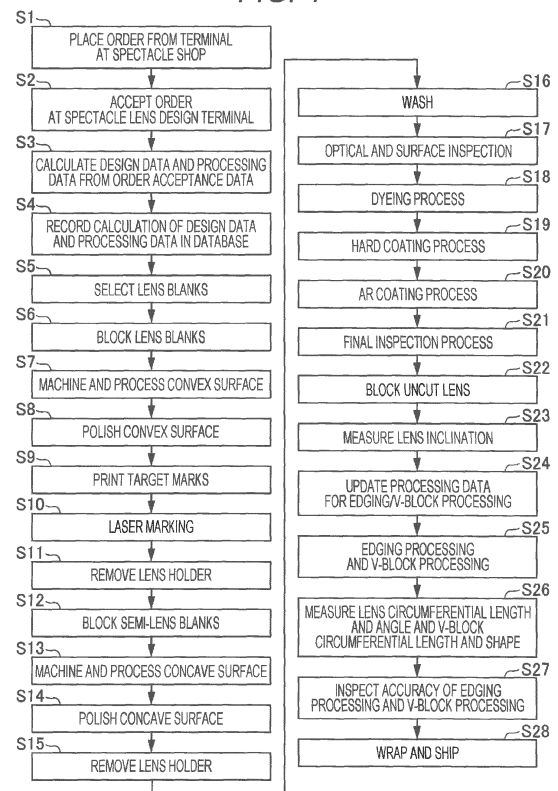 S1
PLACE ORDER FROM TERMINAL
AT SPECTACLE SHOP
S2
ACCEPT ORDER
AT SPECTACLE LENS DESIGN TERMINAL
S3
CALCULATE DESIGN DATA AND PROCESSING
DATA FROM ORDER ACCEPTANCE DATA
S4
RECORD CALCULATION OF DESIGN DATA
AND PROCESSING DATA IN DATABASE
S5
SELECT LENS BLANKS
S6
BLOCK LENS BLANKS
S7
MACHINE AND PROCESS CONVEX SURFACE
S8
POLISH CONVEX SURFACE
S9
PRINT TARGET MARKS
S10
LASER MARKING
S11
REMOVE LENS HOLDER
S12
BLOCK SEMI-LENS BLANKS
S13
MACHINE AND PROCESS CONCAVE SURFACE
S14
POLISH CONCAVE SURFACE
S15
REMOVE LENS HOLDER
S16
WASH
S17
OPTICAL AND SURFACE INSPECTION
S18
DYEING PROCESS
S19
HARD COATING PROCESS
S20
AR COATING PROCESS
S21
FINAL INSPECTION PROCESS
S22
BLOCK UNCUT LENS
S23
MEASURE LENS INCLINATION
S24
UPDATE PROCESSING DATA
FOR EDGING/V-BLOCK PROCESSING
S25
EDGING PROCESSING
AND V-BLOCK PROCESSING
S26
MEASURE LENS CIRCUMFERENTIAL LENGTH
AND ANGLE AND V-BLOCK
CIRCUMFERENTIAL LENGTH AND SHAPE
S27
INSPECT ACCURACY OF EDGING
PROCESSING AND V-BLOCK PROCESSING
S28
WRAP AND SHIP